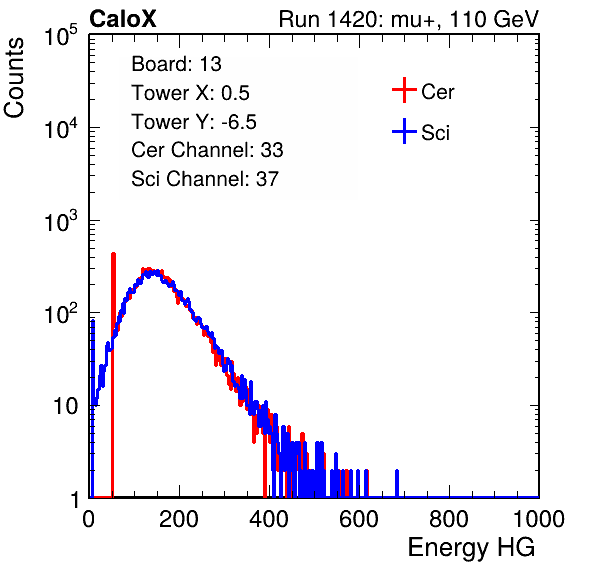 CaloX Run 1420: mu+, 110 GeV
Board: 13
Tower X: 0.5
Tower Y: -6.5
Cer Channel: 33
Sci Channel: 37
Cer
Sci
Counts
10^5
10^4
10^3
10^2
10
1
0 200 400 600 800 1000
Energy HG